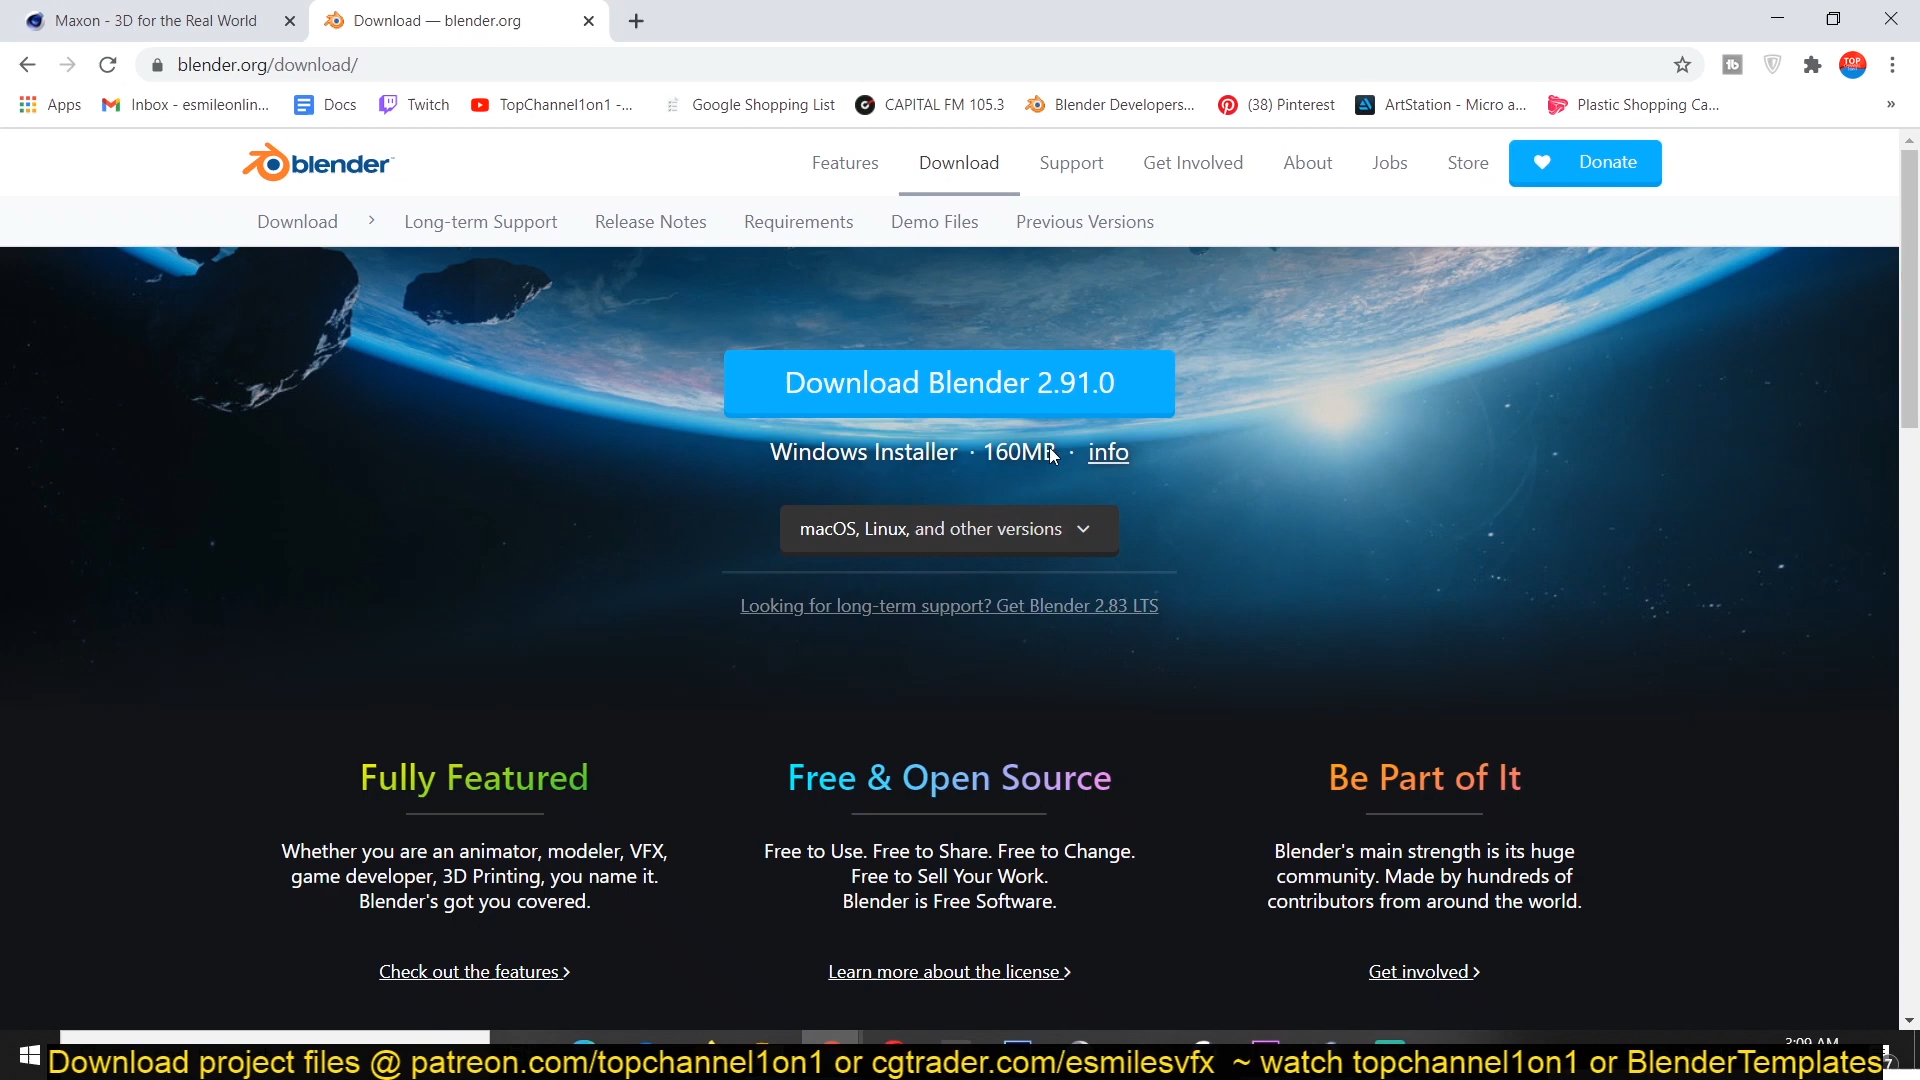 Maxon - 3D for the Real World
Download — blender.org
blender.org/download/
TOP
Apps
Inbox - esmileonlin...
Docs
Twitch
TopChannel1on1 -...
Google Shopping List
CAPITAL FM 105.3
Blender Developers...
(38) Pinterest
ArtStation - Micro a...
Plastic Shopping Ca...
»
blender
Features
Download
Support
Get Involved
About
Jobs
Store
Donate
Download
Long-term Support
Release Notes
Requirements
Demo Files
Previous Versions
Download Blender 2.91.0
Windows Installer · 160MB · info
macOS, Linux, and other versions
Looking for long-term support? Get Blender 2.83 LTS
Fully Featured
Whether you are an animator, modeler, VFX,
game developer, 3D Printing, you name it.
Blender's got you covered.
Check out the features >
Free & Open Source
Free to Use. Free to Share. Free to Change.
Free to Sell Your Work.
Blender is Free Software.
Learn more about the license >
Be Part of It
Blender's main strength is its huge
community. Made by hundreds of
contributors from around the world.
Get involved >
Download project files @ patreon.com/topchannel1on1 or cgtrader.com/esmilesvfx ~ watch topchannel1on1 or BlenderTemplates